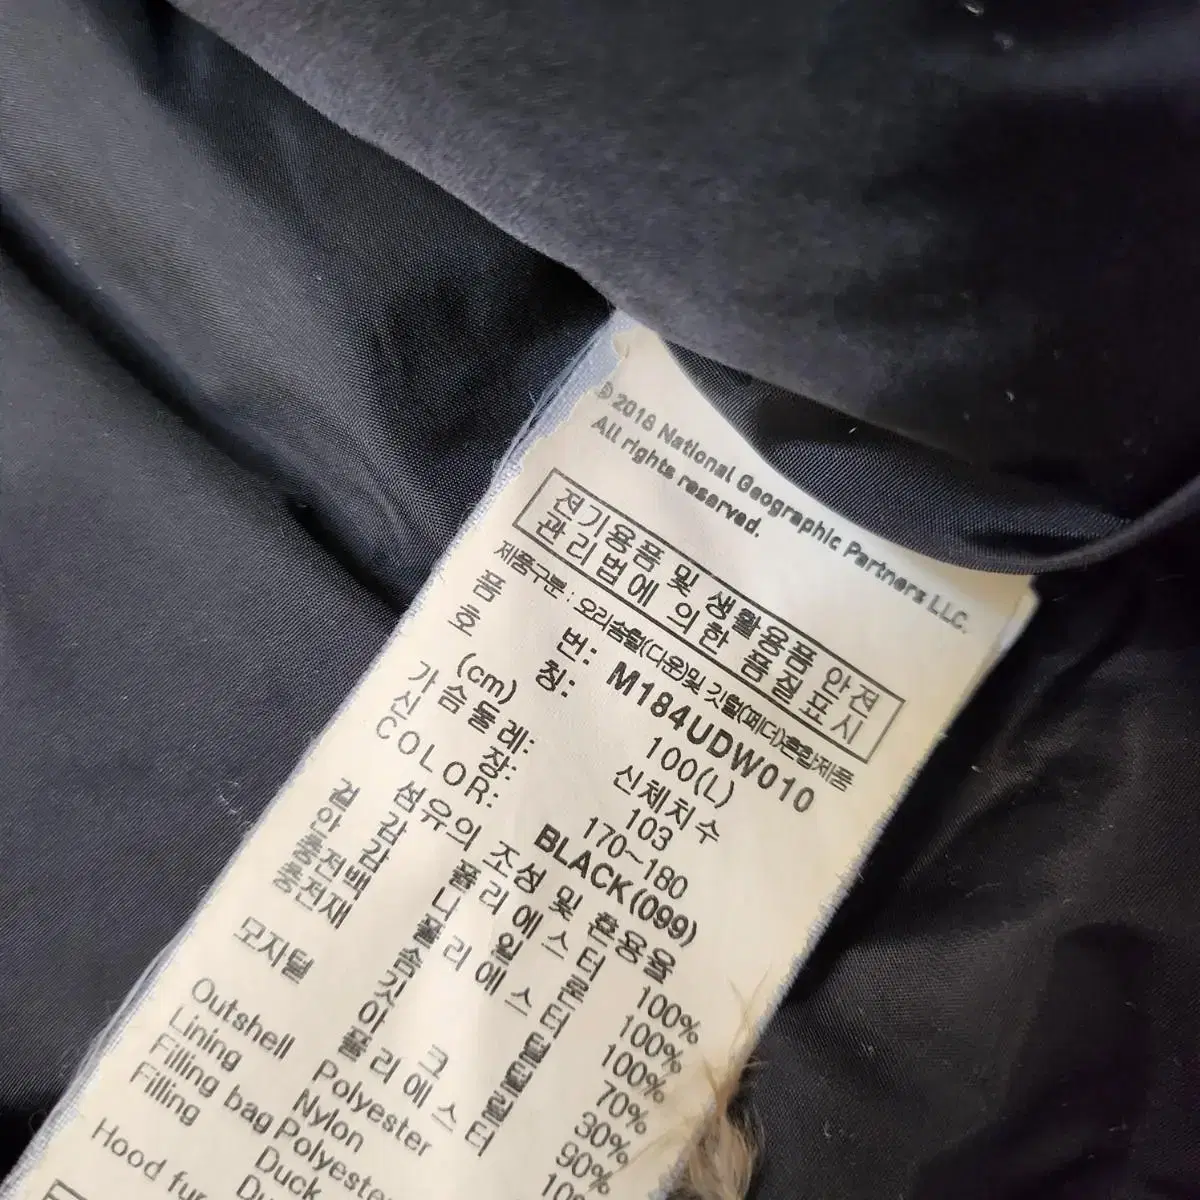 © 2018 National Geographic Partners LLC.
All rights reserved.
전기용품 및 생활용품 안전
관리법에 의한 품질표시
제품구분 : 오리솜털(다운)및 깃털(페더)혼합제품
품 번: M184UDW010
호 칭: 100(L)
(cm) 신체치수
가슴둘레: 103
신 장: 170~180
COLOR: BLACK(099)
섬유의 조성 및 혼용율
겉 감 폴리에스터 100%
안 감 나일론 100%
충전백 폴리에스터 100%
충전재 솜털 70%
깃털 30%
모자털 아크릴 90%
폴리에스터 10
Outshell Polyester
Lining Nylon
Filling bag Polyeste
Filling Duck
Du
Hood fur